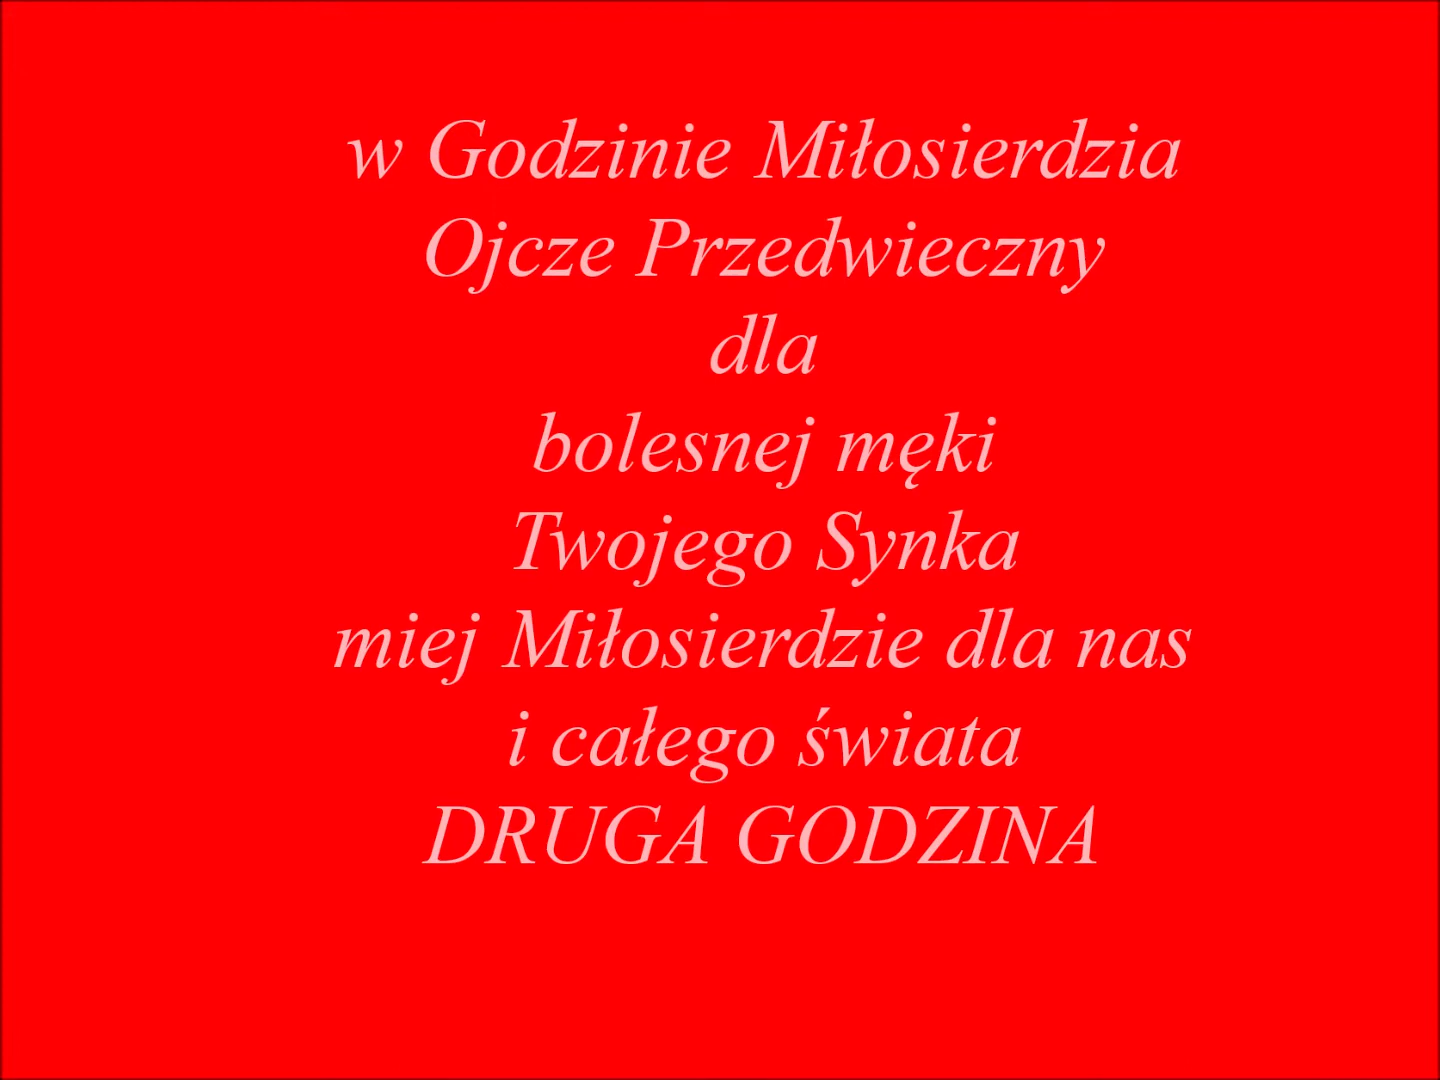 w Godzinie Miłosierdzia
Ojcze Przedwieczny
dla
bolesnej męki
Twojego Synka
miej Miłosierdzie dla nas
i całego świata
DRUGA GODZINA